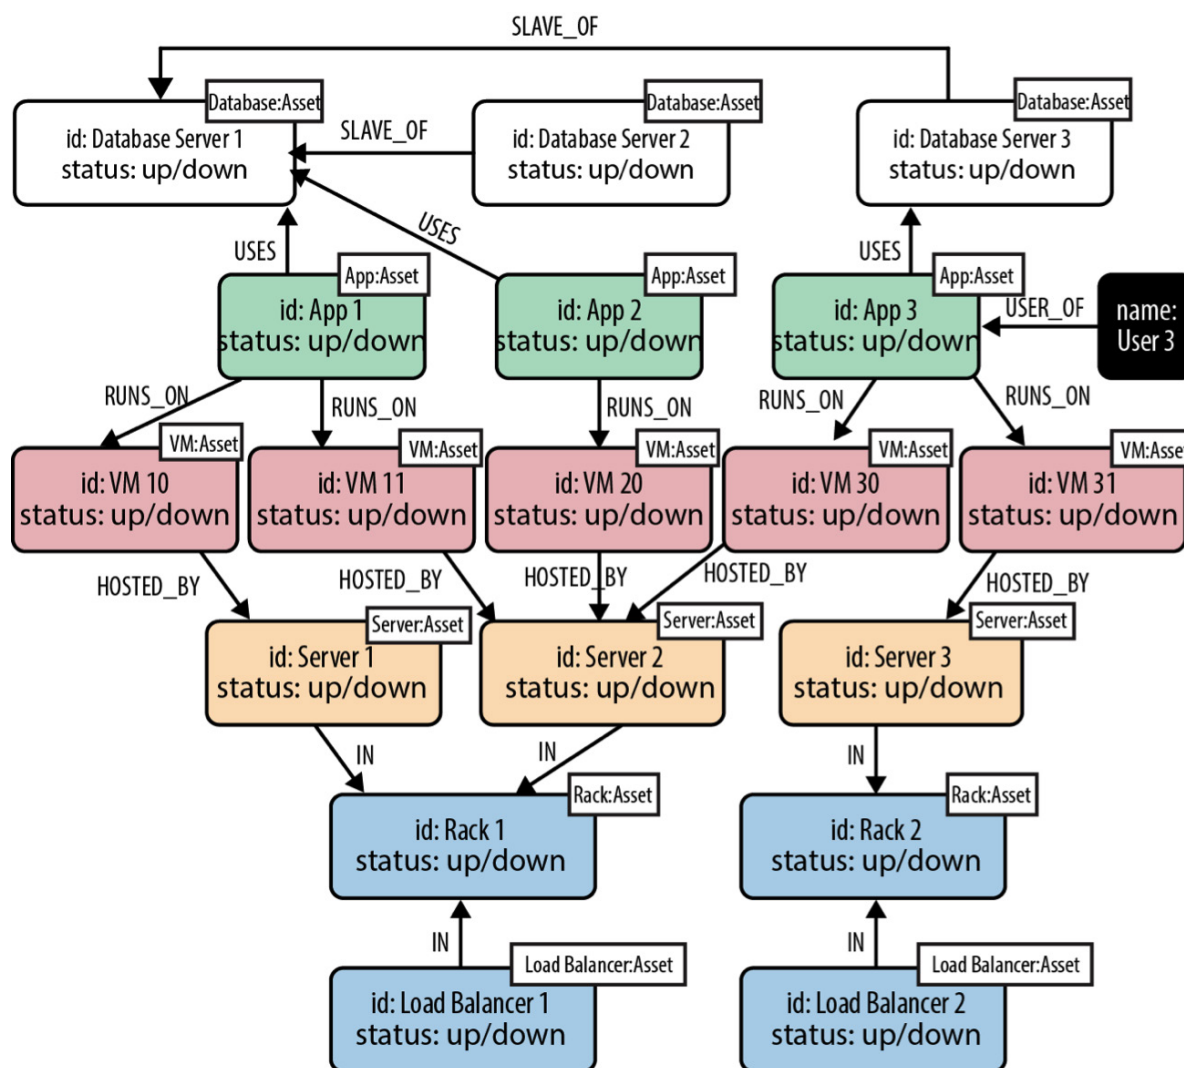 SLAVE_OF
Database:Asset
id: Database Server 1
status: up/down
SLAVE_OF
Database:Asset
id: Database Server 2
status: up/down
Database:Asset
id: Database Server 3
status: up/down
USES
USES
USES
App:Asset
id: App 1
status: up/down
App:Asset
id: App 2
status: up/down
App:Asset
id: App 3
status: up/down
USER_OF
name:
User 3
RUNS_ON
RUNS_ON
RUNS_ON
RUNS_ON
RUNS_ON
VM:Asset
id: VM 10
status: up/down
VM:Asset
id: VM 11
status: up/down
VM:Asset
id: VM 20
status: up/down
VM:Asset
id: VM 30
status: up/down
VM:Asset
id: VM 31
status: up/down
HOSTED_BY
HOSTED_BY
HOSTED_BY
HOSTED_BY
HOSTED_BY
Server:Asset
id: Server 1
status: up/down
Server:Asset
id: Server 2
status: up/down
Server:Asset
id: Server 3
status: up/down
IN
IN
IN
Rack:Asset
id: Rack 1
status: up/down
Rack:Asset
id: Rack 2
status: up/down
IN
IN
Load Balancer:Asset
id: Load Balancer 1
status: up/down
Load Balancer:Asset
id: Load Balancer 2
status: up/down